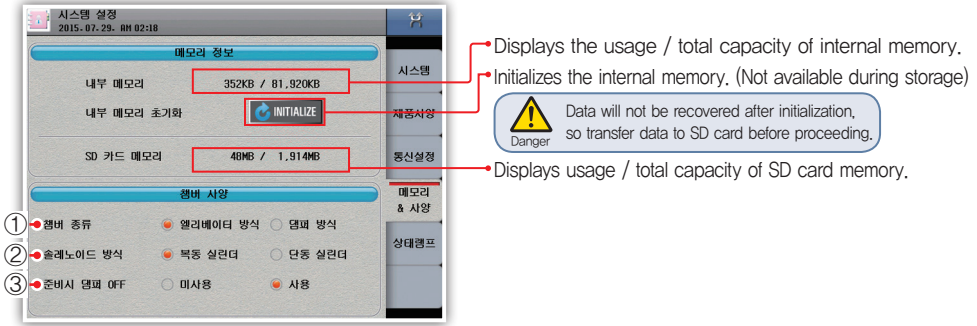 시스템 설정
2015.07.29. AM 02:18
메모리 정보
내부 메모리 352KB / 81,920KB
내부 메모리 초기화 INITIALIZE
SD 카드 메모리 48MB / 1,914MB
챔버 사양
① 챔버 종류 엘리베이터 방식 댐퍼 방식
② 솔레노이드 방식 복동 실린더 단동 실린더
③ 준비시 댐퍼 OFF 미사용 사용
시스템
제품사양
통신설정
메모리
& 사양
상태램프
Displays the usage / total capacity of internal memory.
Initializes the internal memory. (Not available during storage)
Danger
Data will not be recovered after initialization,
so transfer data to SD card before proceeding.
Displays usage / total capacity of SD card memory.